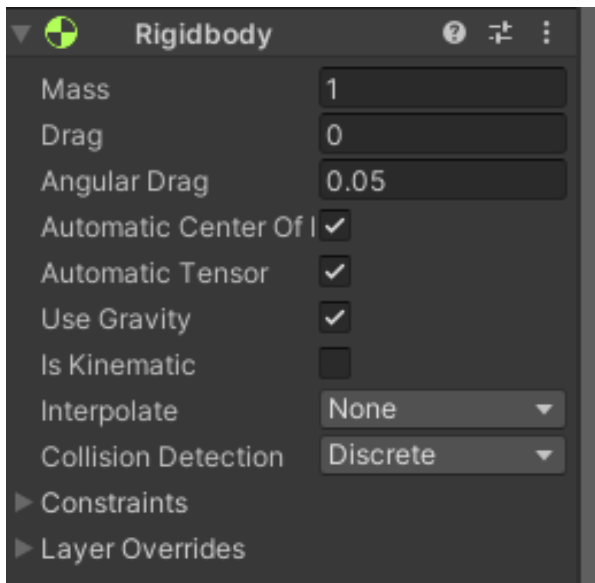 Rigidbody
Mass 1
Drag 0
Angular Drag 0.05
Automatic Center Of
Automatic Tensor
Use Gravity
Is Kinematic
Interpolate None
Collision Detection Discrete
Constraints
Layer Overrides